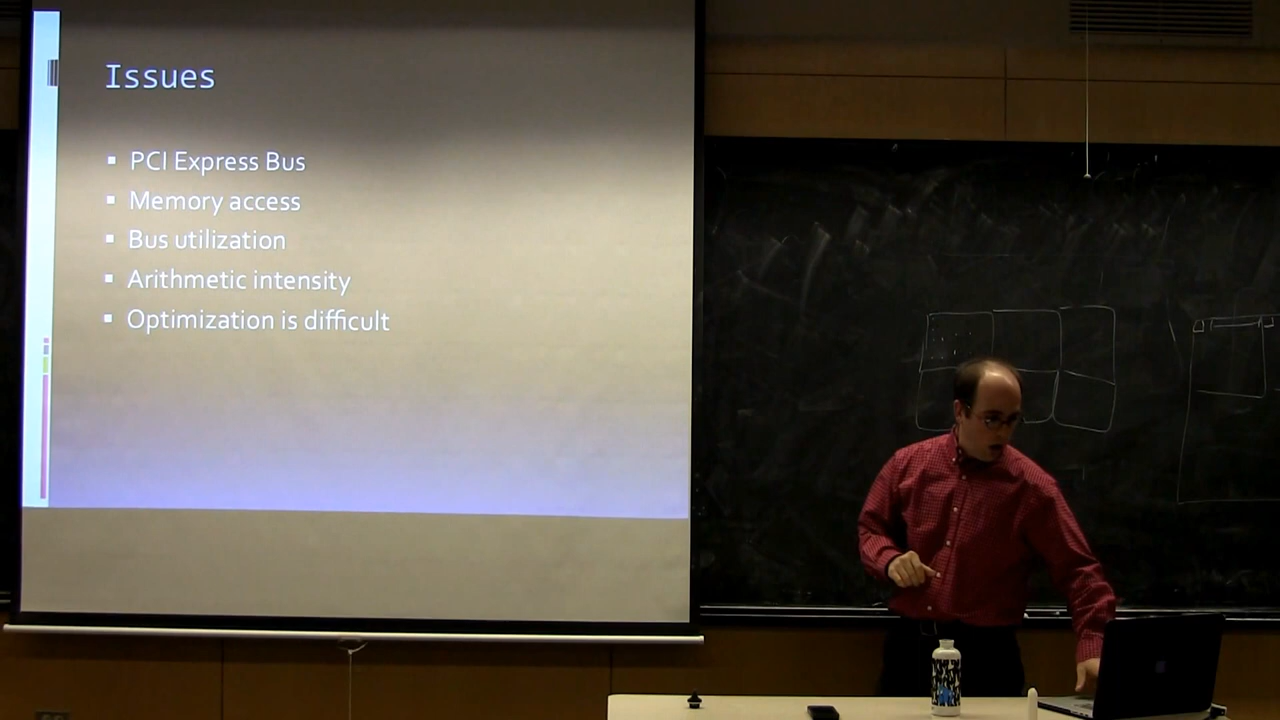 Issues
PCI Express Bus
Memory access
Bus utilization
Arithmetic intensity
Optimization is difficult